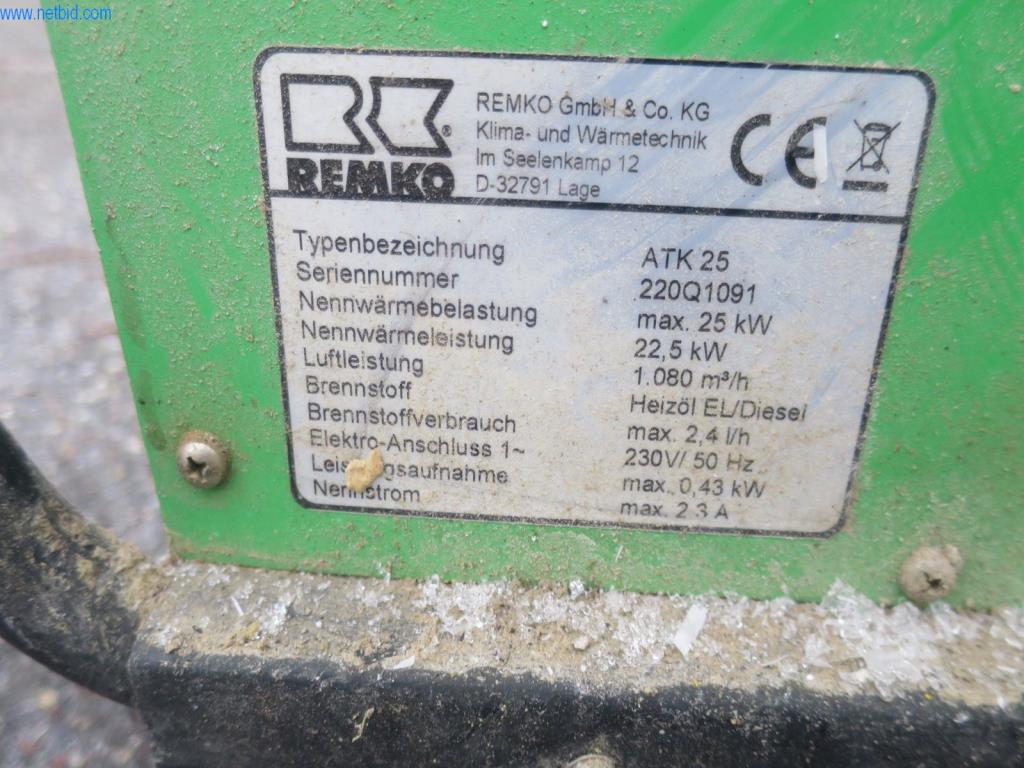 www.netbid.com
REMKO GmbH & Co. KG
Klima- und Wärmetechnik
Im Seelenkamp 12
D-32791 Lage
REMKO
CE
Typenbezeichnung ATK 25
Seriennummer 220Q1091
Nennwärmebelastung max. 25 kW
Nennwärmeleistung 22,5 kW
Luftleistung 1.080 m³/h
Brennstoff Heizöl EL/Diesel
Brennstoffverbrauch max. 2,4 l/h
Elektro-Anschluss 1~ 230V/ 50 Hz
Leistungsaufnahme max. 0,43 kW
Nennstrom max. 2.3 A